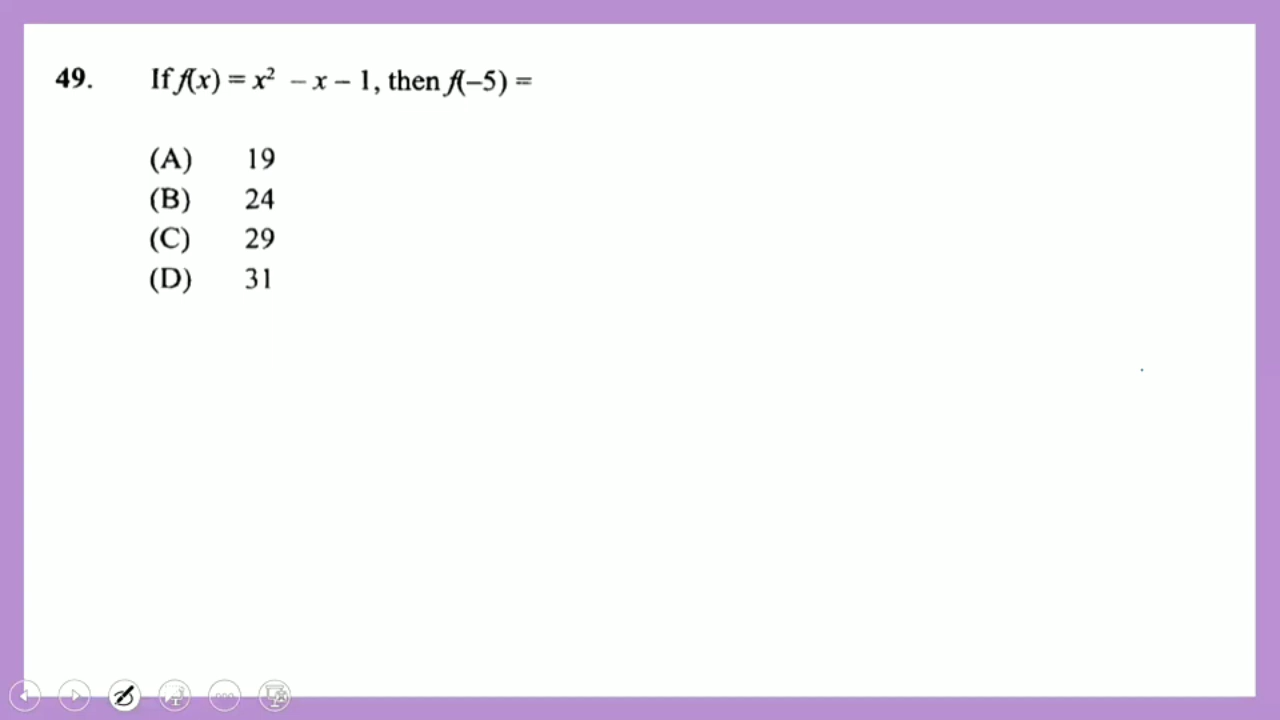 49. If f(x) = x² – x – 1, then f(–5) =
(A) 19
(B) 24
(C) 29
(D) 31